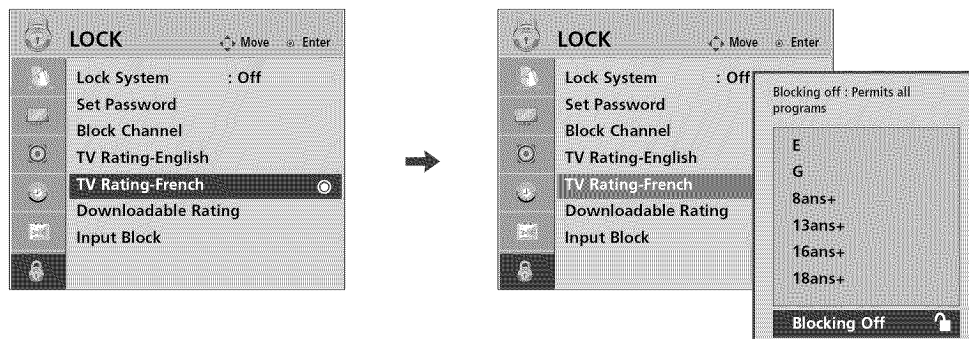 LOCK
Move Enter
Lock System : Off
Set Password
Block Channel
TV Rating-English
TV Rating-French
Downloadable Rating
Input Block
LOCK
Move Enter
Lock System : Off
Set Password
Block Channel
TV Rating-English
TV Rating-French
Downloadable Rating
Input Block
Blocking off : Permits all
programs
E
G
8ans+
13ans+
16ans+
18ans+
Blocking Off